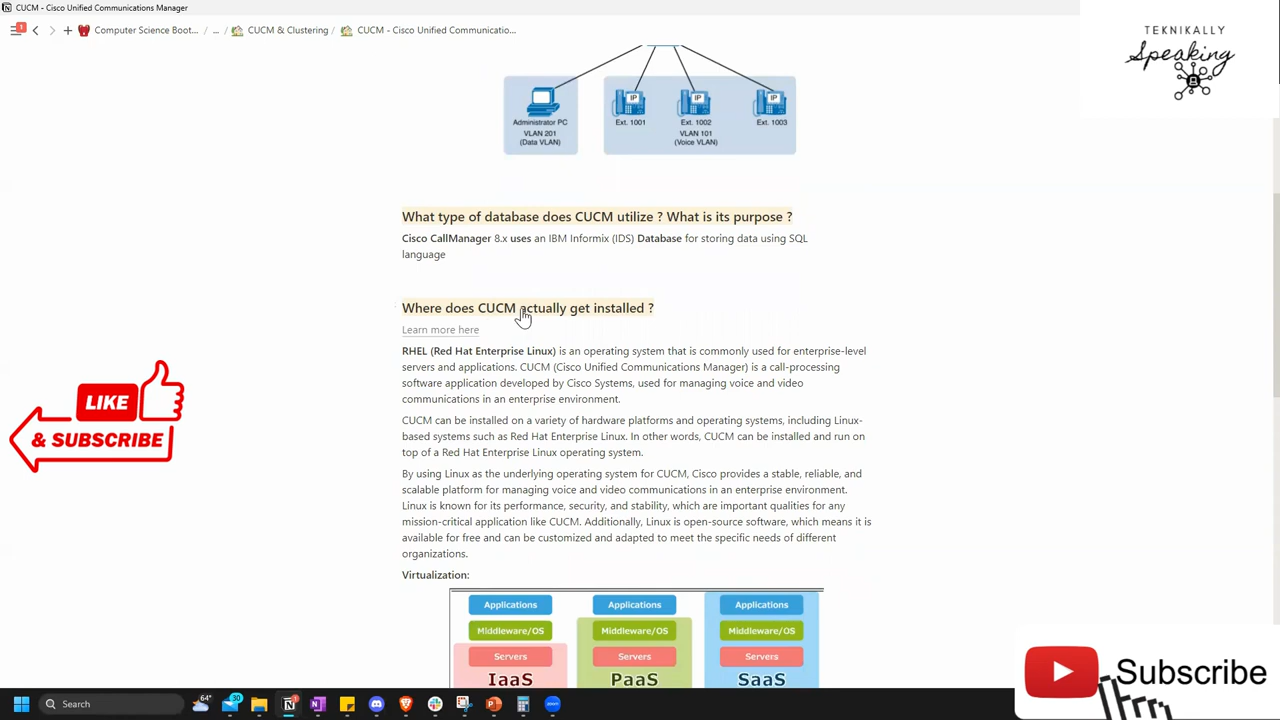 CUCM - Cisco Unified Communications Manager
1
Computer Science Boot... / ... / CUCM & Clustering / CUCM - Cisco Unified Communicatio...
TEKNIKALLY
Speaking
IP IP IP
Administrator PC Ext. 1001 Ext. 1002 Ext. 1003
VLAN 201 VLAN 101
(Data VLAN) (Voice VLAN)
What type of database does CUCM utilize ? What is its purpose ?
Cisco CallManager 8.x uses an IBM Informix (IDS) Database for storing data using SQL
language
Where does CUCM actually get installed ?
Learn more here
RHEL (Red Hat Enterprise Linux) is an operating system that is commonly used for enterprise-level
servers and applications. CUCM (Cisco Unified Communications Manager) is a call-processing
software application developed by Cisco Systems, used for managing voice and video
communications in an enterprise environment.
CUCM can be installed on a variety of hardware platforms and operating systems, including Linux-
based systems such as Red Hat Enterprise Linux. In other words, CUCM can be installed and run on
top of a Red Hat Enterprise Linux operating system.
By using Linux as the underlying operating system for CUCM, Cisco provides a stable, reliable, and
scalable platform for managing voice and video communications in an enterprise environment.
Linux is known for its performance, security, and stability, which are important qualities for any
mission-critical application like CUCM. Additionally, Linux is open-source software, which means it is
available for free and can be customized and adapted to meet the specific needs of different
organizations.
Virtualization:
Applications Applications Applications
Middleware/OS Middleware/OS Middleware/OS
Servers Servers Servers
IaaS PaaS SaaS
LIKE
& SUBSCRIBE
Subscribe
Search
64°
30
1
zoom